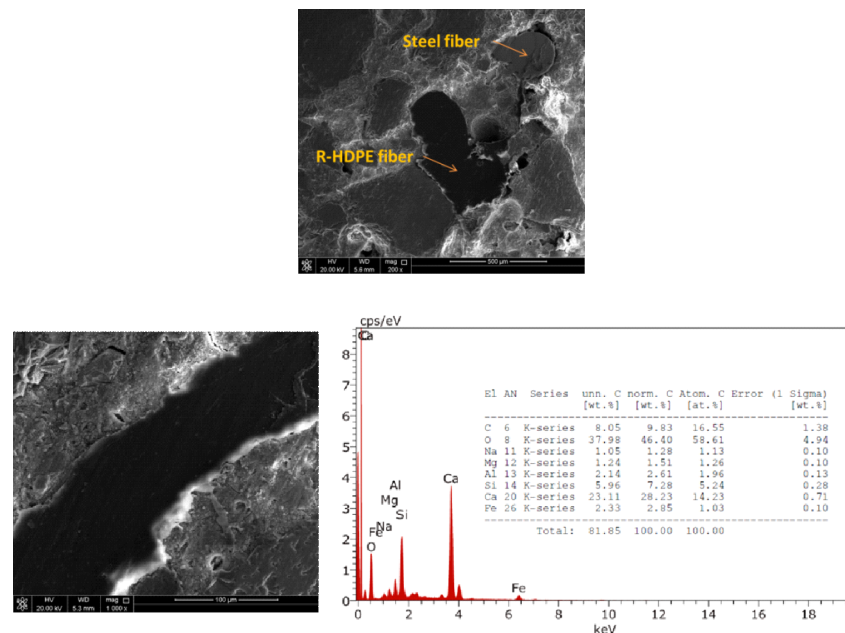 Steel fiber
R-HDPE fiber
HV WD mag
20.00 kV 5.6 mm 200 x
500 µm
HV WD mag
20.00 kV 5.3 mm 1 000 x
100 µm
cps/eV
8
7
6
5
4
3
2
1
0
Ca
Al
Mg
Si
Fe
Na
O
Ca
Fe
0 2 4 6 8 10 12 14 16 18
keV
El AN Series unn. C norm. C Atom. C Error (1 Sigma)
[wt.%] [wt.%] [at.%] [wt.%]
C 6 K-series 8.05 9.83 16.55 1.38
O 8 K-series 37.98 46.40 58.61 4.94
Na 11 K-series 1.05 1.28 1.13 0.10
Mg 12 K-series 1.24 1.51 1.26 0.10
Al 13 K-series 2.14 2.61 1.96 0.13
Si 14 K-series 5.96 7.28 5.24 0.28
Ca 20 K-series 23.11 28.23 14.23 0.71
Fe 26 K-series 2.33 2.85 1.03 0.10
Total: 81.85 100.00 100.00